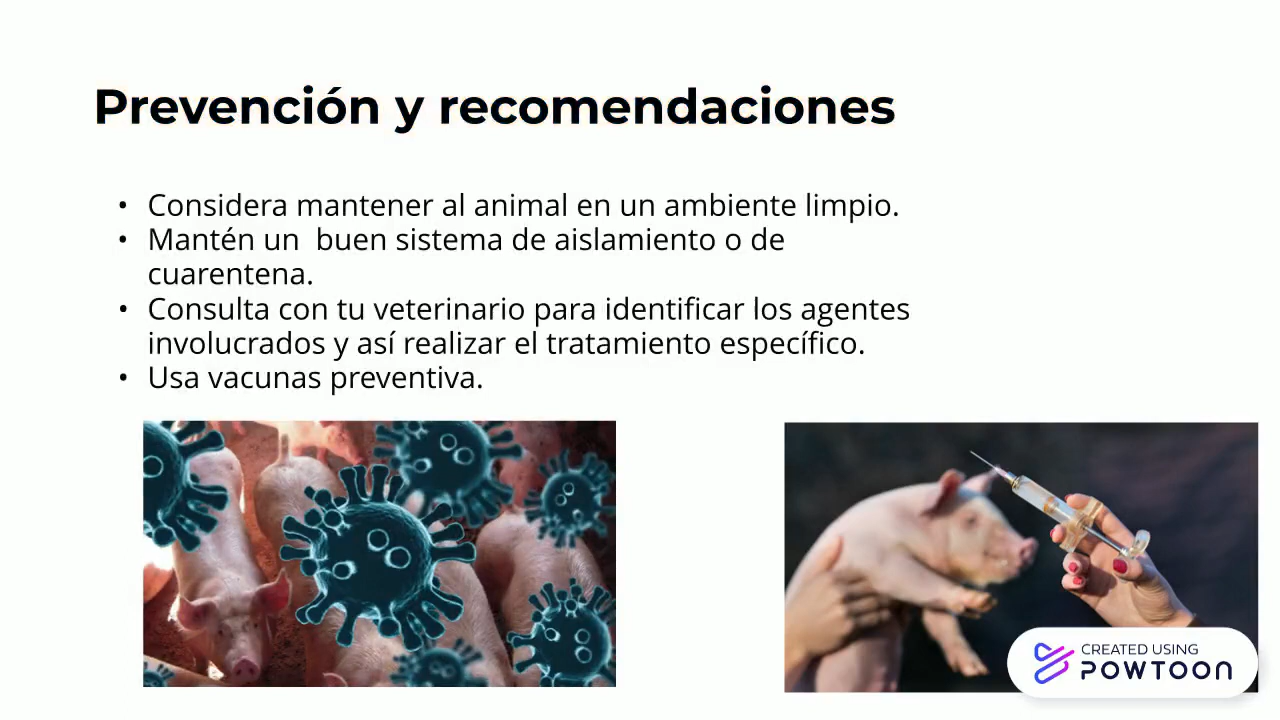 Prevención y recomendaciones
• Considera mantener al animal en un ambiente limpio.
• Mantén un  buen sistema de aislamiento o de
cuarentena.
• Consulta con tu veterinario para identificar los agentes
involucrados y así realizar el tratamiento específico.
• Usa vacunas preventiva.
CREATED USING
POWTOON